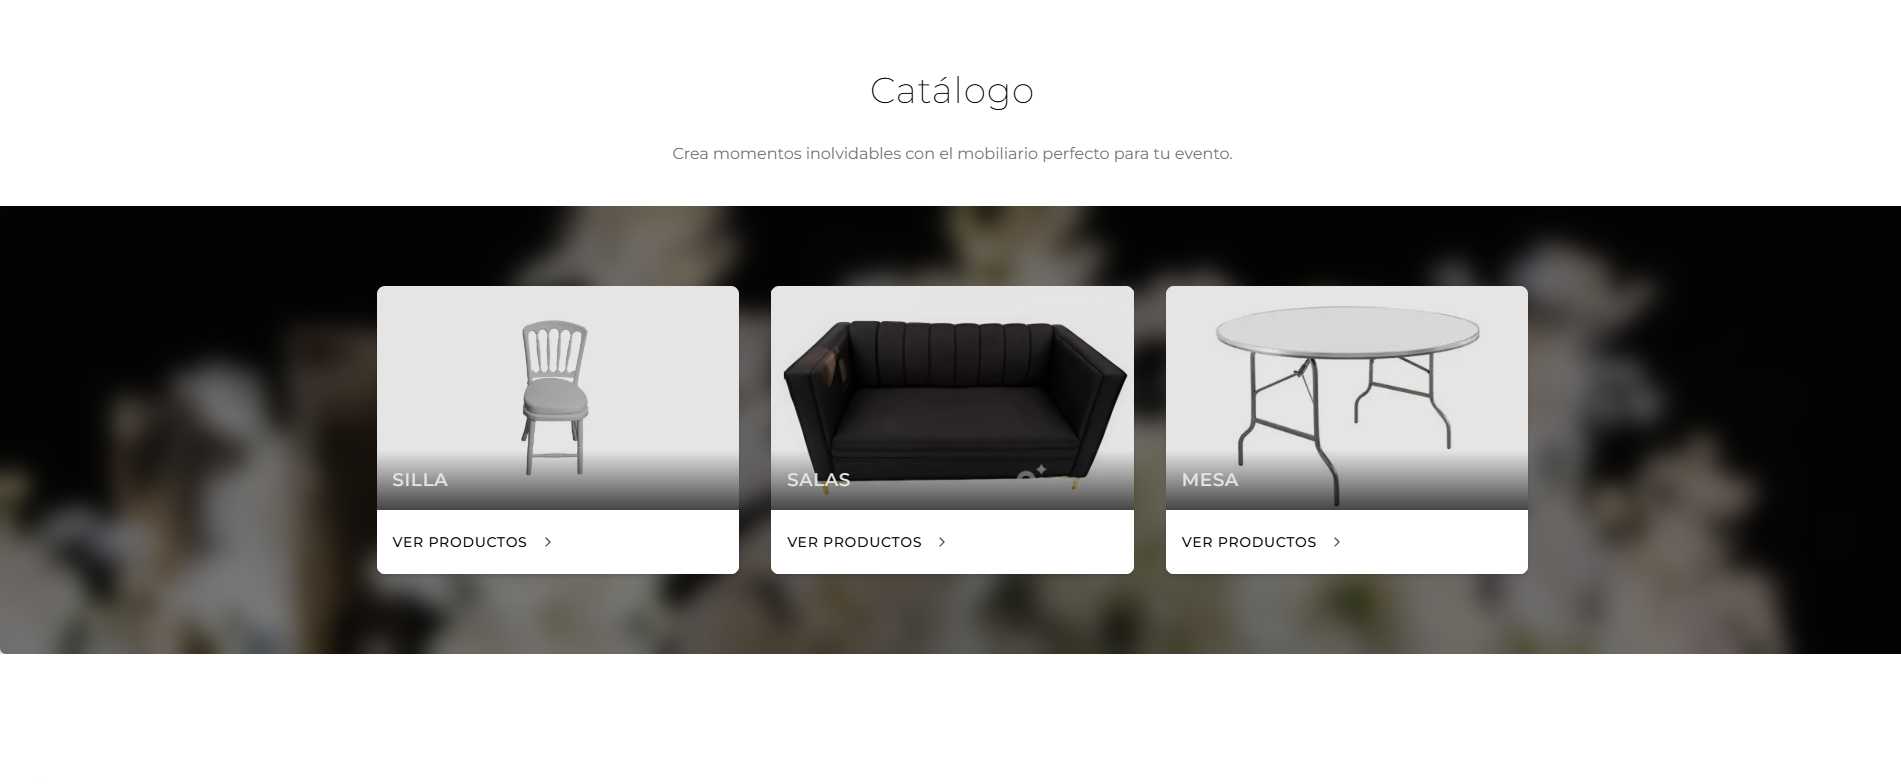 Catálogo
Crea momentos inolvidables con el mobiliario perfecto para tu evento.
SILLA
SALAS
MESA
VER PRODUCTOS
VER PRODUCTOS
VER PRODUCTOS